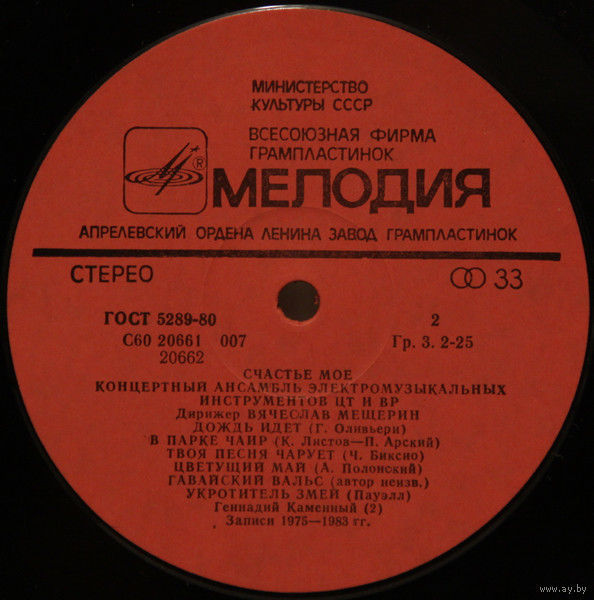 МИНИСТЕРСТВО
КУЛЬТУРЫ СССР
ВСЕСОЮЗНАЯ ФИРМА
ГРАМПЛАСТИНОК
®
МЕЛОДИЯ
АПРЕЛЕВСКИЙ ОРДЕНА ЛЕНИНА ЗАВОД ГРАМПЛАСТИНОК
СТЕРЕО 33
ГОСТ 5289-80 2
С60 20661 007 Гр. 3. 2-25
20662
СЧАСТЬЕ МОЕ
КОНЦЕРТНЫЙ АНСАМБЛЬ ЭЛЕКТРОМУЗЫКАЛЬНЫХ
ИНСТРУМЕНТОВ ЦТ И ВР
Дирижер ВЯЧЕСЛАВ МЕЩЕРИН
ДОЖДЬ ИДЕТ (Г. Оливьери)
В ПАРКЕ ЧАИР (К. Листов—П. Арский)
ТВОЯ ПЕСНЯ ЧАРУЕТ (Ч. Биксио)
ЦВЕТУЩИЙ МАЙ (А. Полонский)
ГАВАЙСКИЙ ВАЛЬС (автор неизв.)
УКРОТИТЕЛЬ ЗМЕЙ (Пауэлл)
Геннадий Каменный (2)
Записи 1975—1983 гг.
www.ay.by